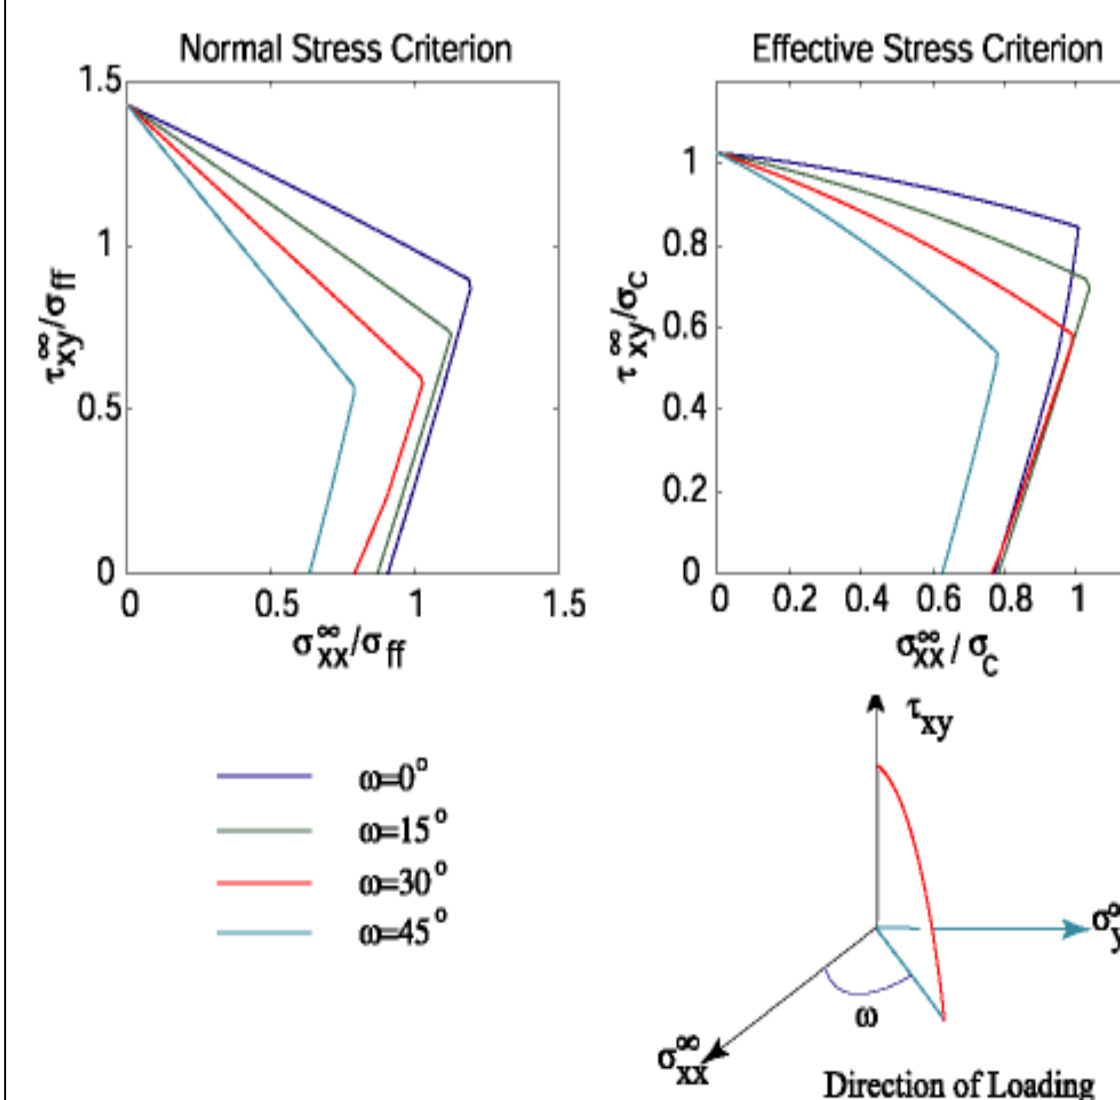 Normal Stress Criterion
1.5
1
0.5
0
0 0.5 1 1.5
τ∞xy/σff
σ∞xx/σff
Effective Stress Criterion
1
0.8
0.6
0.4
0.2
0
0 0.2 0.4 0.6 0.8 1
τ∞xy/σC
σ∞xx / σC
ω=0°
ω=15°
ω=30°
ω=45°
τxy
σ∞y
ω
σ∞xx
Direction of Loading